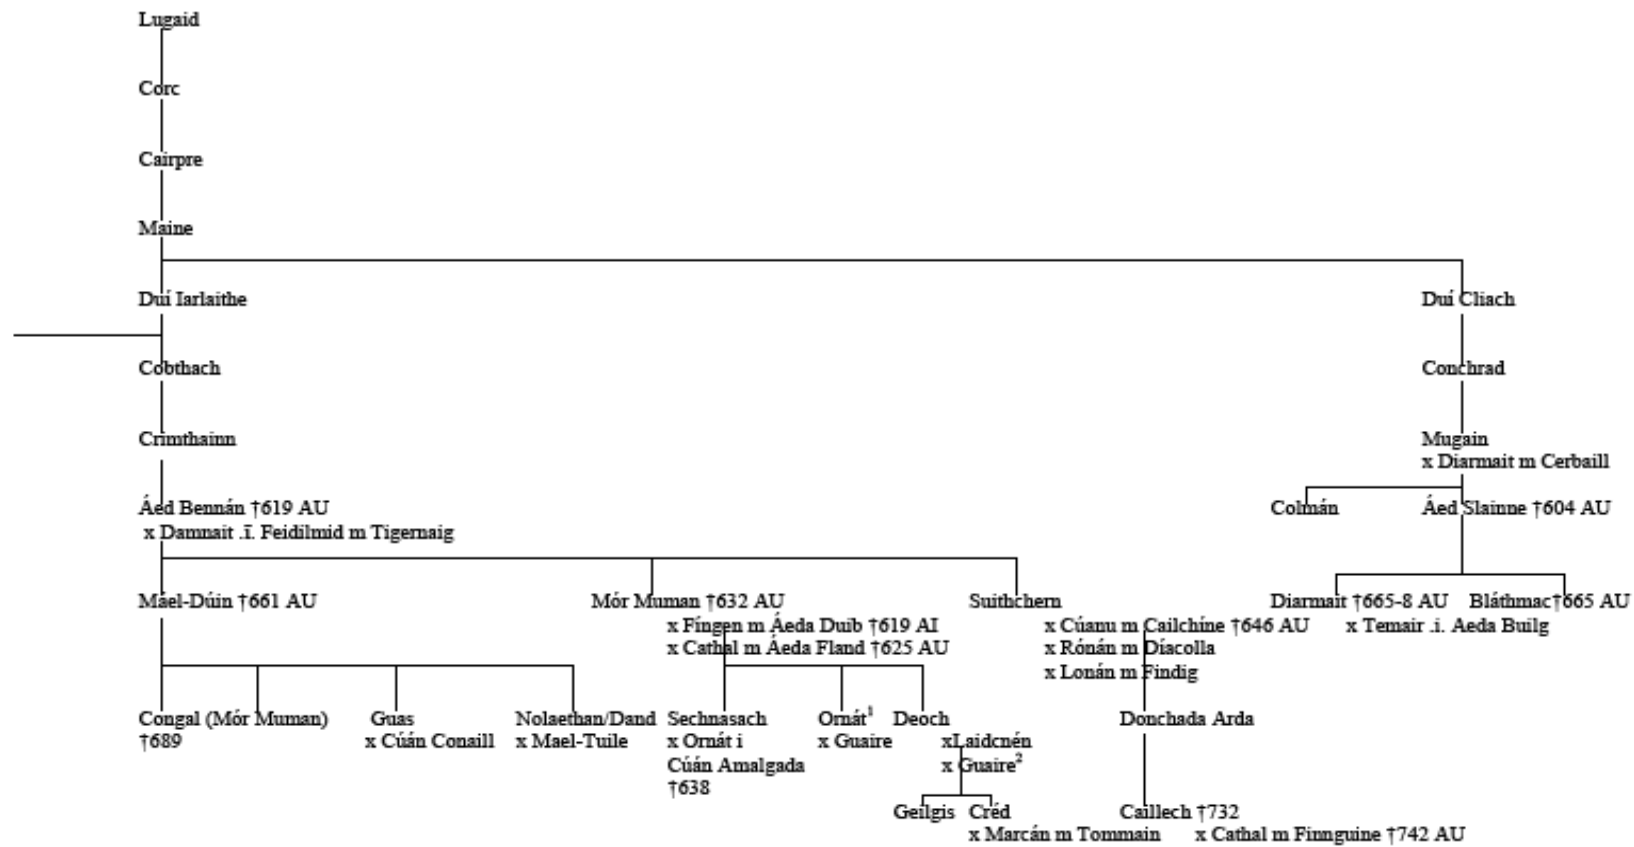 Lugaid
Corc
Cairpre
Maine
Duí Iarlaithe
Duí Cliach
Cobthach
Conchrad
Crimthainn
Mugain
x Diarmait m Cerbaill
Áed Bennán †619 AU
x Damnait .ī. Feidilmid m Tigernaig
Colmán
Áed Slainne †604 AU
Máel-Dúin †661 AU
Mór Muman †632 AU
x Fíngen m Áeda Duib †619 AI
x Cathal m Áeda Fland †625 AU
Suithchern
x Cúanu m Cailchíne †646 AU
x Rónán m Díacolla
x Lonán m Findig
Diarmait †665-8 AU
x Temair .i. Aeda Builg
Bláthmac†665 AU
Congal (Mór Muman)
†689
Guas
x Cúán Conaill
Nolaethan/Dand
x Mael-Tuile
Sechnasach
x Ornát i
Cúán Amalgada
†638
Ornát¹
x Guaire
Deoch
xLaidcnén
x Guaire²
Donchada Arda
Geilgis
Créd
x Marcán m Tommain
Caillech †732
x Cathal m Finnguine †742 AU